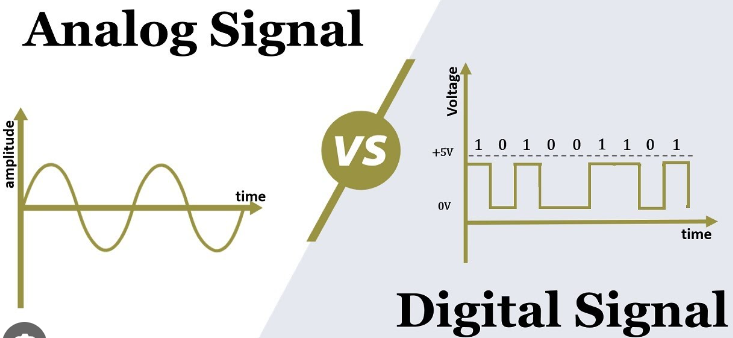 Analog Signal
amplitude
time
VS
Voltage
1 0 1 0 0 1 1 0 1
+5V
0V
time
Digital Signal